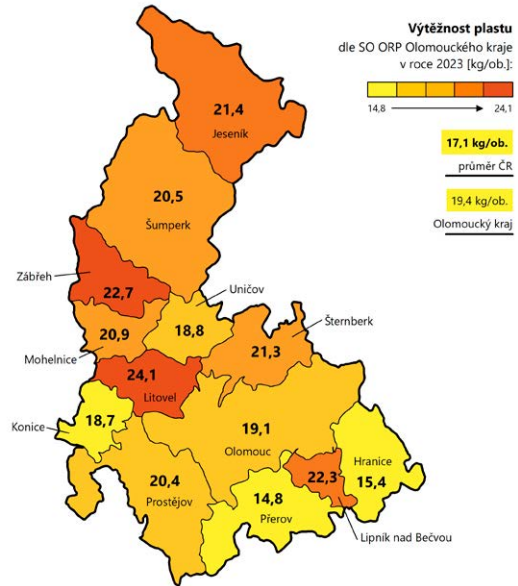 Výtěžnost plastu
dle SO ORP Olomouckého kraje
v roce 2023 [kg/ob.]:
14,8
24,1
17,1 kg/ob.
průměr ČR
19,4 kg/ob.
Olomoucký kraj
21,4
Jeseník
20,5
Šumperk
Zábřeh
22,7
Uničov
18,8
Šternberk
21,3
20,9
Mohelnice
24,1
Litovel
18,7
Konice
19,1
Olomouc
20,4
Prostějov
22,3
Lipník nad Bečvou
Hranice
15,4
14,8
Přerov